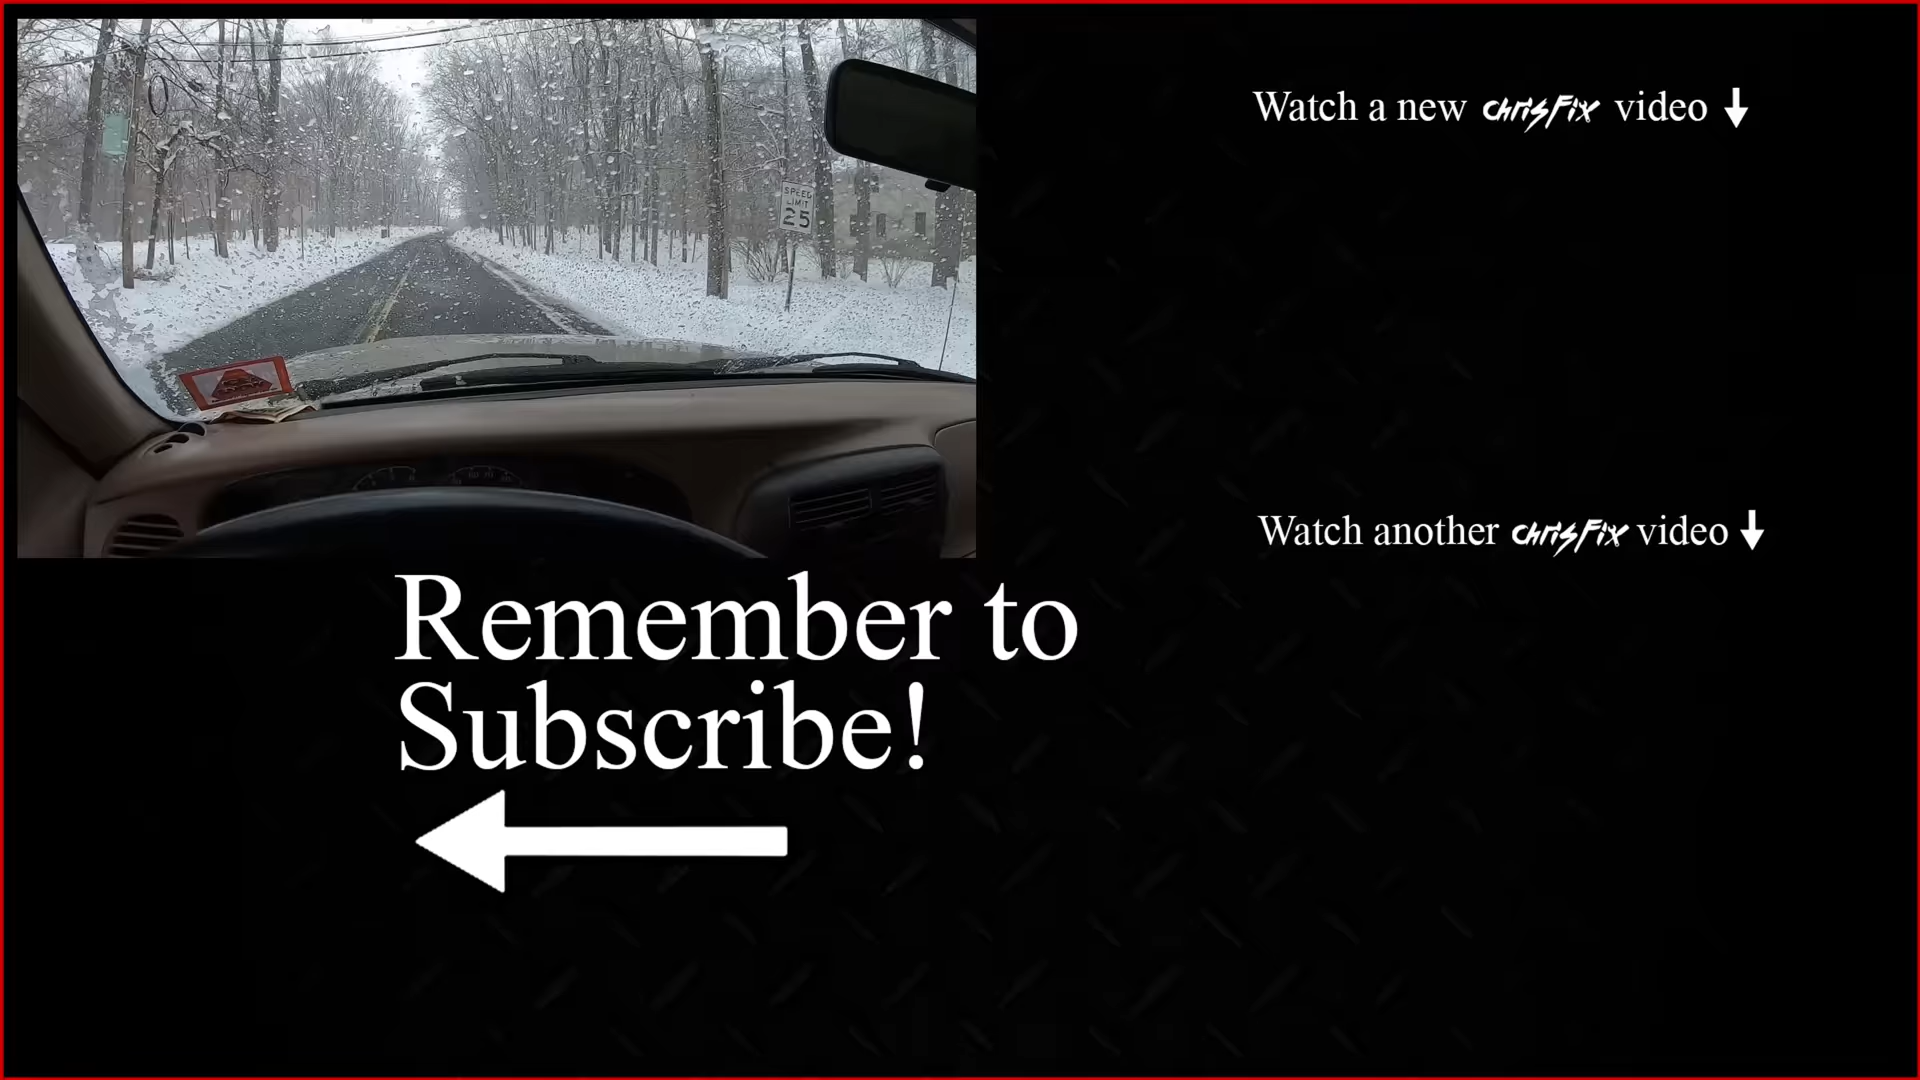 Watch a new chrisFix video
SPEED
LIMIT
25
Watch another chrisFix video
Remember to
Subscribe!